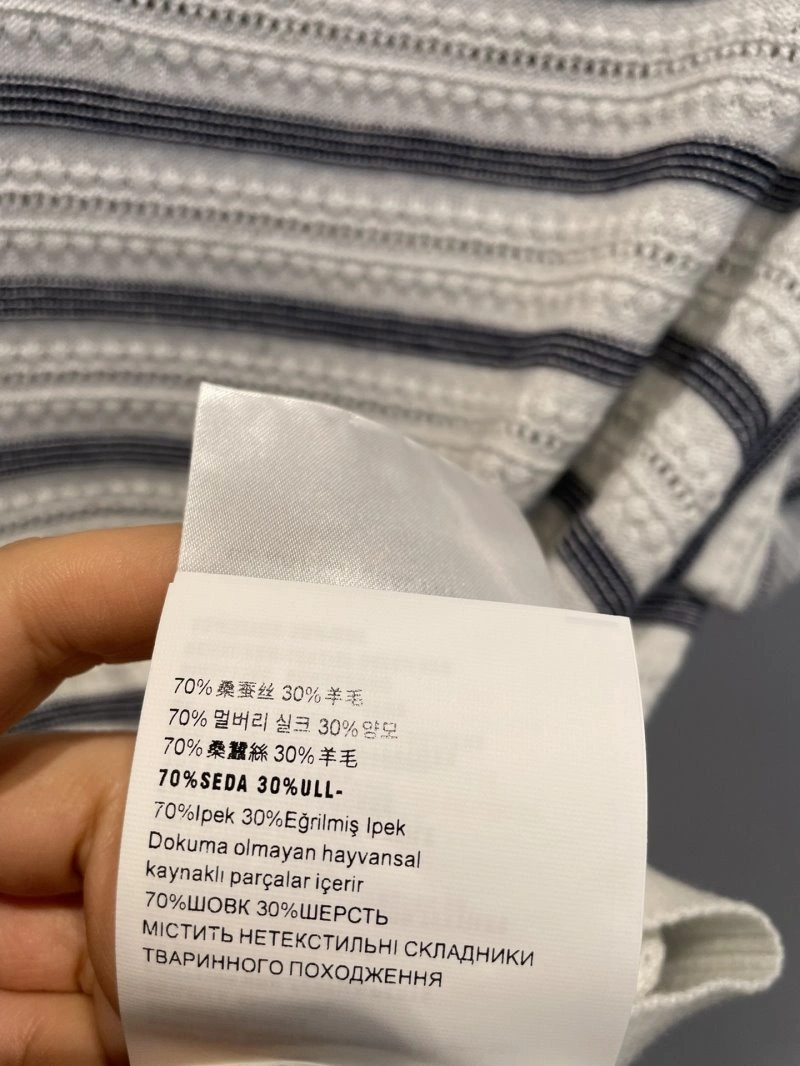 70%桑蚕丝 30%羊毛
70% 멀버리 실크 30%양모
70%桑蠶絲 30%羊毛
70%SEDA 30%ULL-
70%Ipek 30%Eğrilmiş Ipek
Dokuma olmayan hayvansal
kaynaklı parçalar içerir
70%ШОВК 30%ШЕРСТЬ
МІСТИТЬ НЕТЕКСТИЛЬНІ СКЛАДНИКИ
ТВАРИННОГО ПОХОДЖЕННЯ